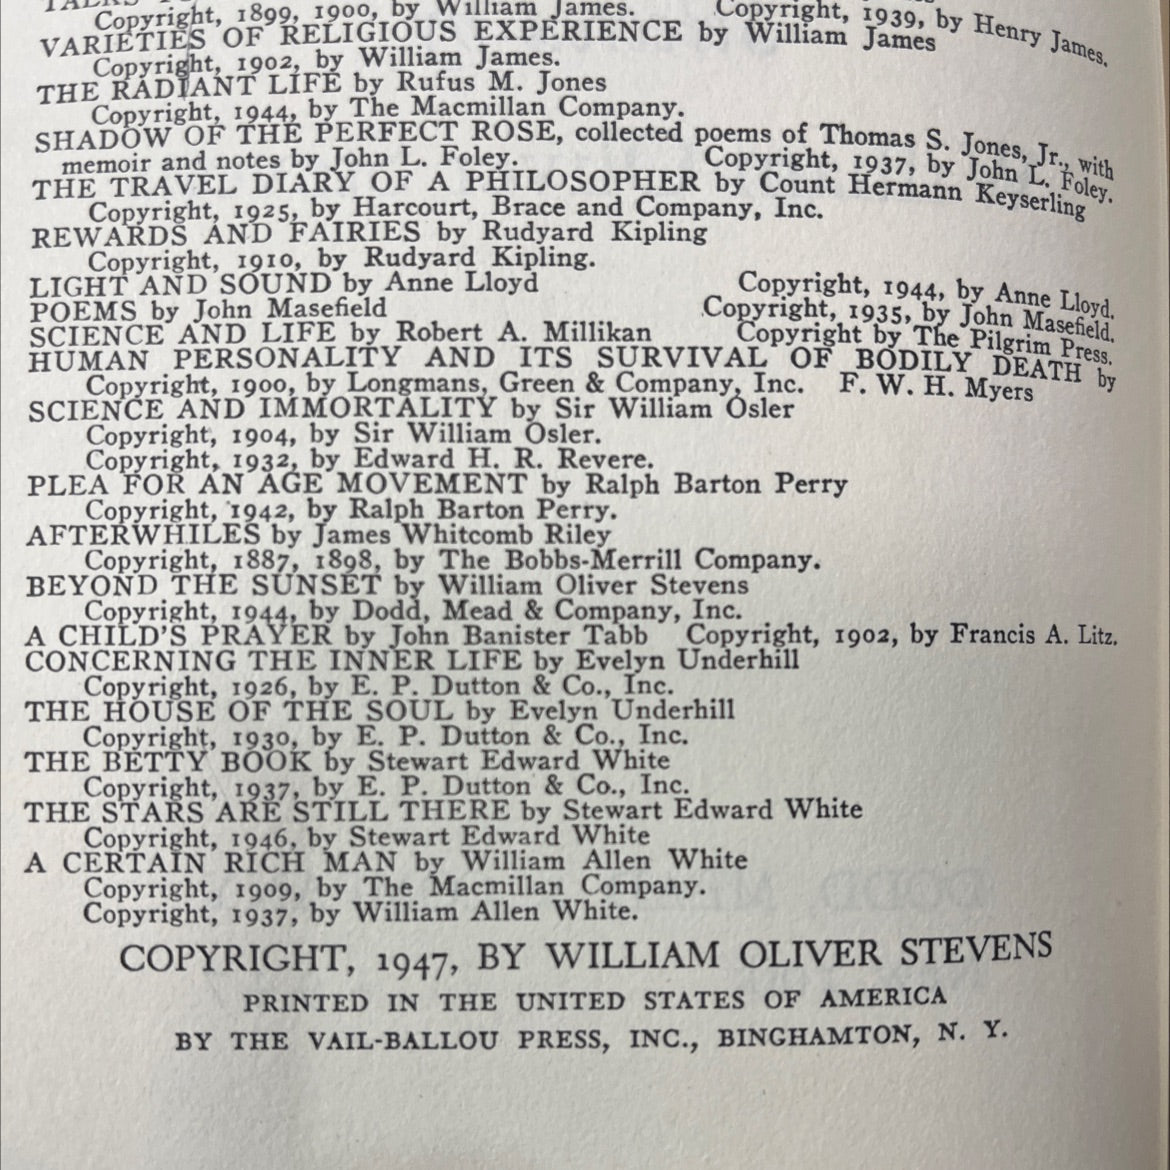 Copyright, 1899, 1900, by William James. Copyright, 1939, by Henry James.
VARIETIES OF RELIGIOUS EXPERIENCE by William James
Copyright, 1902, by William James.
THE RADIANT LIFE by Rufus M. Jones
Copyright, 1944, by The Macmillan Company.
SHADOW OF THE PERFECT ROSE, collected poems of Thomas S. Jones, Jr., with
memoir and notes by John L. Foley. Copyright, 1937, by John L. Foley.
THE TRAVEL DIARY OF A PHILOSOPHER by Count Hermann Keyserling
Copyright, 1925, by Harcourt, Brace and Company, Inc.
REWARDS AND FAIRIES by Rudyard Kipling
Copyright, 1910, by Rudyard Kipling.
LIGHT AND SOUND by Anne Lloyd Copyright, 1944, by Anne Lloyd.
POEMS by John Masefield Copyright, 1935, by John Masefield.
SCIENCE AND LIFE by Robert A. Millikan Copyright by The Pilgrim Press.
HUMAN PERSONALITY AND ITS SURVIVAL OF BODILY DEATH by
Copyright, 1900, by Longmans, Green & Company, Inc. F. W. H. Myers
SCIENCE AND IMMORTALITY by Sir William Osler
Copyright, 1904, by Sir William Osler.
Copyright, 1932, by Edward H. R. Revere.
PLEA FOR AN AGE MOVEMENT by Ralph Barton Perry
Copyright, 1942, by Ralph Barton Perry.
AFTERWHILES by James Whitcomb Riley
Copyright, 1887, 1898, by The Bobbs-Merrill Company.
BEYOND THE SUNSET by William Oliver Stevens
Copyright, 1944, by Dodd, Mead & Company, Inc.
A CHILD'S PRAYER by John Banister Tabb Copyright, 1902, by Francis A. Litz.
CONCERNING THE INNER LIFE by Evelyn Underhill
Copyright, 1926, by E. P. Dutton & Co., Inc.
THE HOUSE OF THE SOUL by Evelyn Underhill
Copyright, 1930, by E. P. Dutton & Co., Inc.
THE BETTY BOOK by Stewart Edward White
Copyright, 1937, by E. P. Dutton & Co., Inc.
THE STARS ARE STILL THERE by Stewart Edward White
Copyright, 1946, by Stewart Edward White
A CERTAIN RICH MAN by William Allen White
Copyright, 1909, by The Macmillan Company.
Copyright, 1937, by William Allen White.
COPYRIGHT, 1947, BY WILLIAM OLIVER STEVENS
PRINTED IN THE UNITED STATES OF AMERICA
BY THE VAIL-BALLOU PRESS, INC., BINGHAMTON, N. Y.